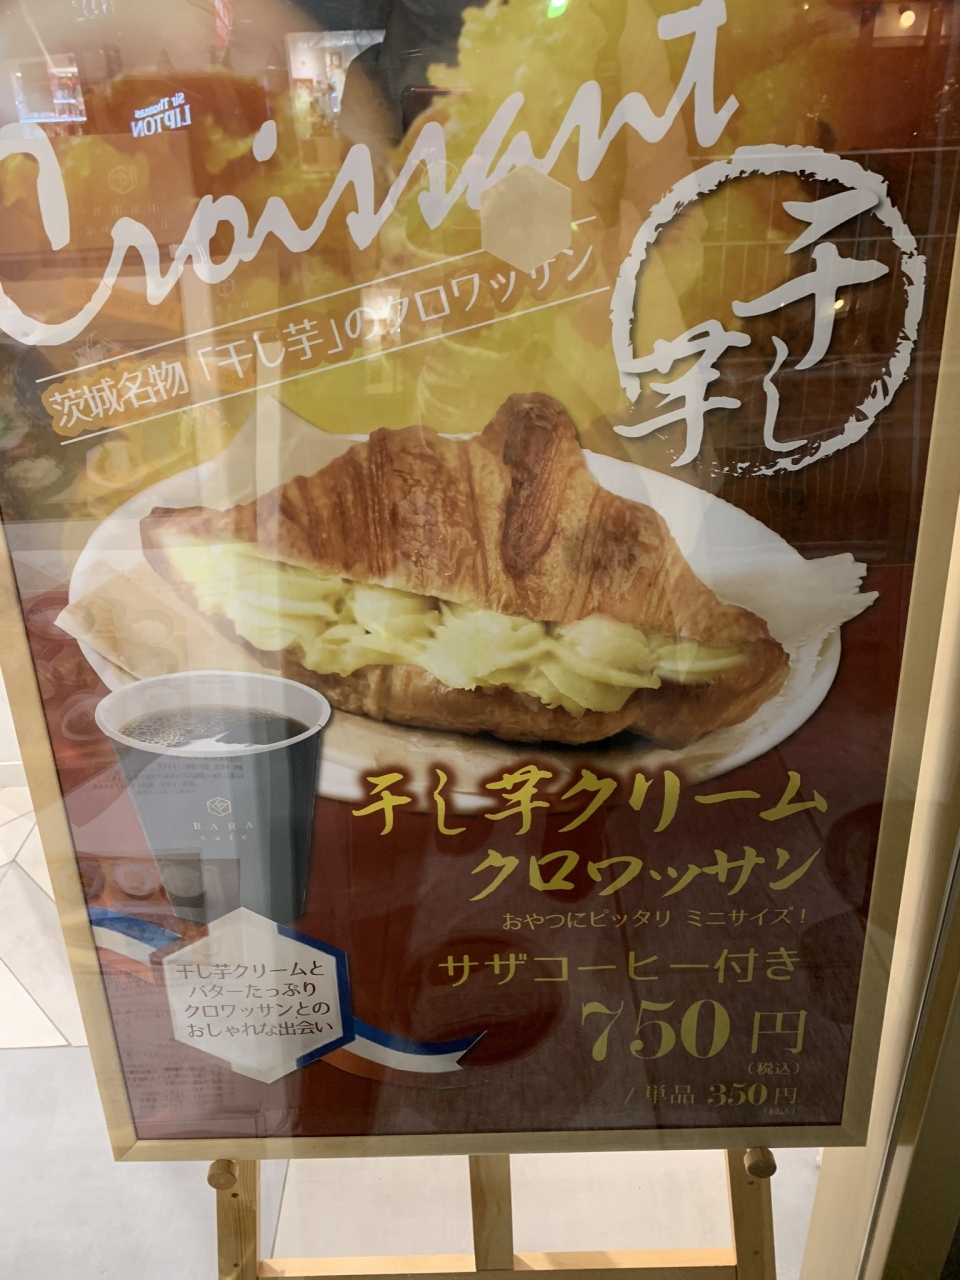 Sir Thomas
LIPTON
Croissant
干し芋
茨城名物「干し芋」のクロワッサン
BARA
cafe
干し芋クリーム
クロワッサン
おやつにピッタリ ミニサイズ!
サザコーヒー付き
750円
(税込)
/ 単品 350円
(税込)
干し芋クリームと
バターたっぷり
クロワッサンとの
おしゃれな出会い